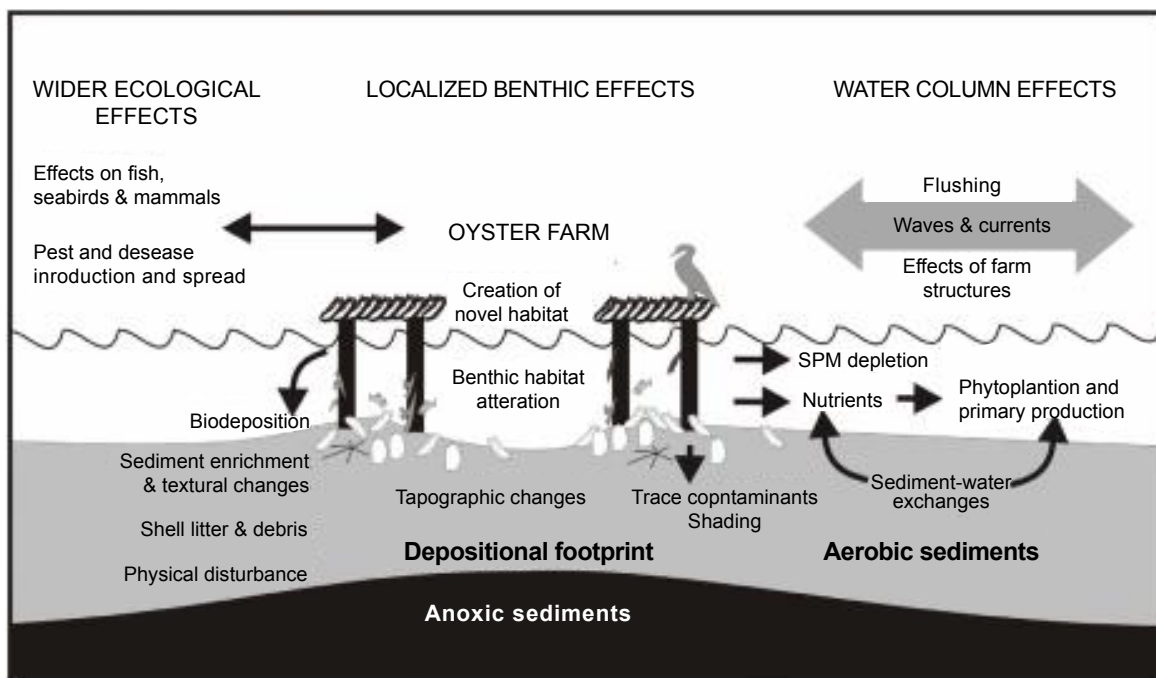 WIDER ECOLOGICAL
EFFECTS
LOCALIZED BENTHIC EFFECTS
WATER COLUMN EFFECTS
Effects on fish,
seabirds & mammals
Pest and desease
inroduction and spread
OYSTER FARM
Creation of
novel habitat
Flushing
Waves & currents
Effects of farm
structures
Benthic habitat
atteration
SPM depletion
Nutrients
Phytoplantion and
primary production
Biodeposition
Sediment enrichment
& textural changes
Shell litter & debris
Physical disturbance
Tapographic changes
Trace copntaminants
Shading
Sediment-water
exchanges
Depositional footprint
Aerobic sediments
Anoxic sediments